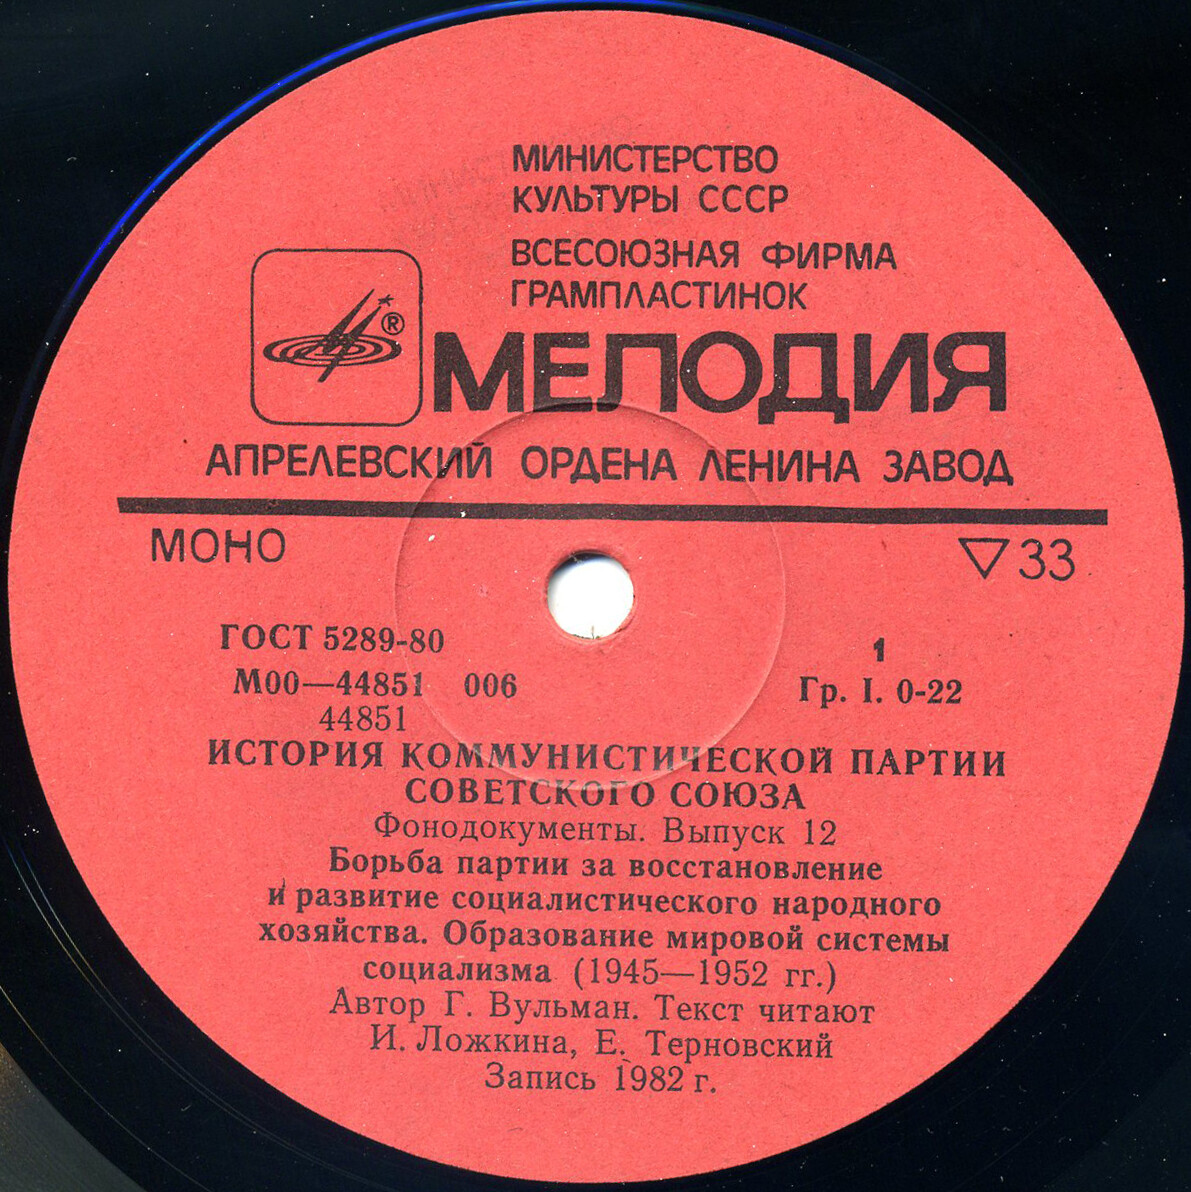 МИНИСТЕРСТВО
КУЛЬТУРЫ СССР
ВСЕСОЮЗНАЯ ФИРМА
ГРАМПЛАСТИНОК
®
МЕЛОДИЯ
АПРЕЛЕВСКИЙ ОРДЕНА ЛЕНИНА ЗАВОД
МОНО ▽33
ГОСТ 5289-80 1
М00—44851 006 Гр. I. 0-22
44851
ИСТОРИЯ КОММУНИСТИЧЕСКОЙ ПАРТИИ
СОВЕТСКОГО СОЮЗА
Фонодокументы. Выпуск 12
Борьба партии за восстановление
и развитие социалистического народного
хозяйства. Образование мировой системы
социализма (1945—1952 гг.)
Автор Г. Вульман. Текст читают
И. Ложкина, Е. Терновский
Запись 1982 г.